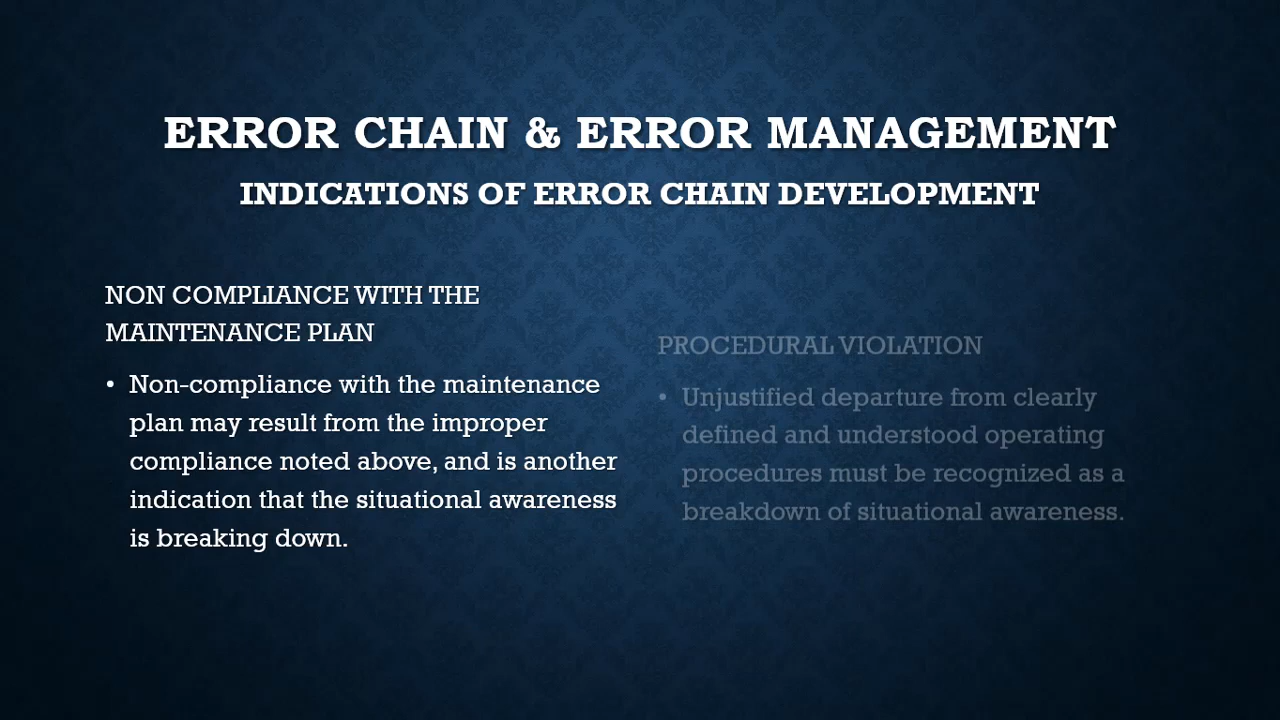 ERROR CHAIN & ERROR MANAGEMENT
INDICATIONS OF ERROR CHAIN DEVELOPMENT
NON COMPLIANCE WITH THE
MAINTENANCE PLAN
• Non-compliance with the maintenance
plan may result from the improper
compliance noted above, and is another
indication that the situational awareness
is breaking down.
PROCEDURAL VIOLATION
• Unjustified departure from clearly
defined and understood operating
procedures must be recognized as a
breakdown of situational awareness.